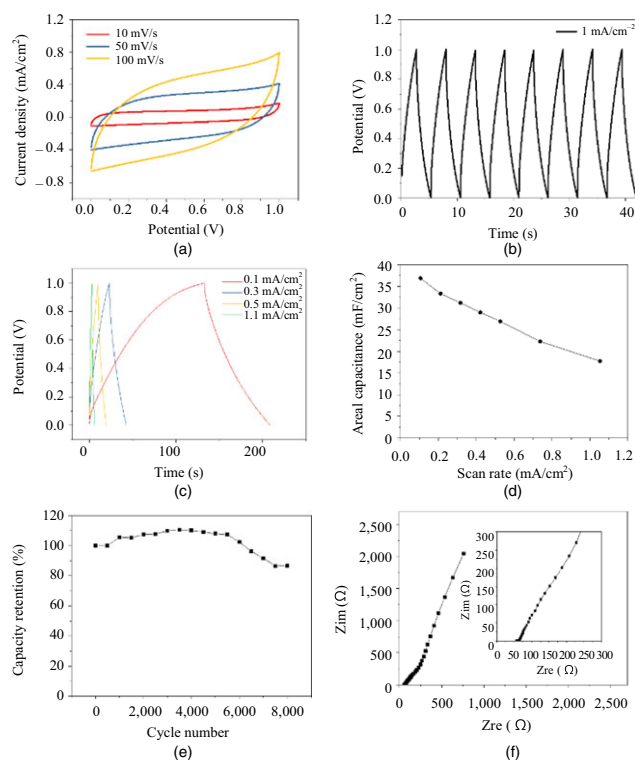 10 mV/s
50 mV/s
100 mV/s
1.2
0.8
0.4
0.0
−0.4
−0.8
Current density (mA/cm²)
0.0 0.2 0.4 0.6 0.8 1.0
Potential (V)
(a)
1 mA/cm⁻²
1.2
1.0
0.8
0.6
0.4
0.2
0.0
Potential (V)
0 10 20 30 40
Time (s)
(b)
0.1 mA/cm²
0.3 mA/cm²
0.5 mA/cm²
1.1 mA/cm²
1.0
0.8
0.6
0.4
0.2
0.0
Potential (V)
0 100 200
Time (s)
(c)
40
35
30
25
20
15
10
5
0
Areal capacitance (mF/cm²)
0.0 0.2 0.4 0.6 0.8 1.0 1.2
Scan rate (mA/cm²)
(d)
120
100
80
60
40
20
0
Capacity retention (%)
0 2,000 4,000 6,000 8,000
Cycle number
(e)
2,500
2,000
1,500
1,000
500
0
Zim (Ω)
0 500 1,000 1,500 2,000 2,500
Zre ( Ω)
300
250
200
150
100
50
0
Zim (Ω)
0 50 100 150 200 250 300
Zre ( Ω)
(f)